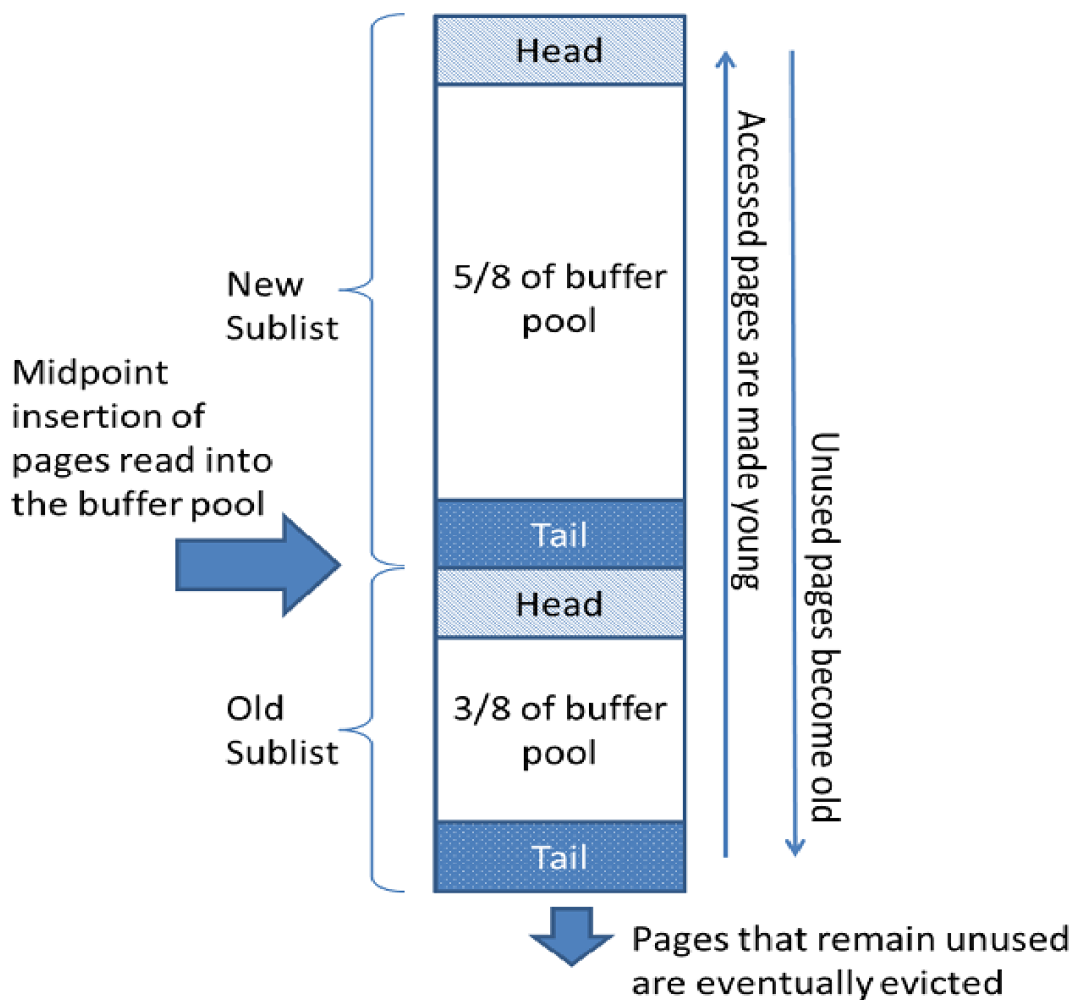 Head
5/8 of buffer
pool
New
Sublist
Accessed pages are made young
Unused pages become old
Midpoint
insertion of
pages read into
the buffer pool
Tail
Head
Old
Sublist
3/8 of buffer
pool
Tail
Pages that remain unused
are eventually evicted